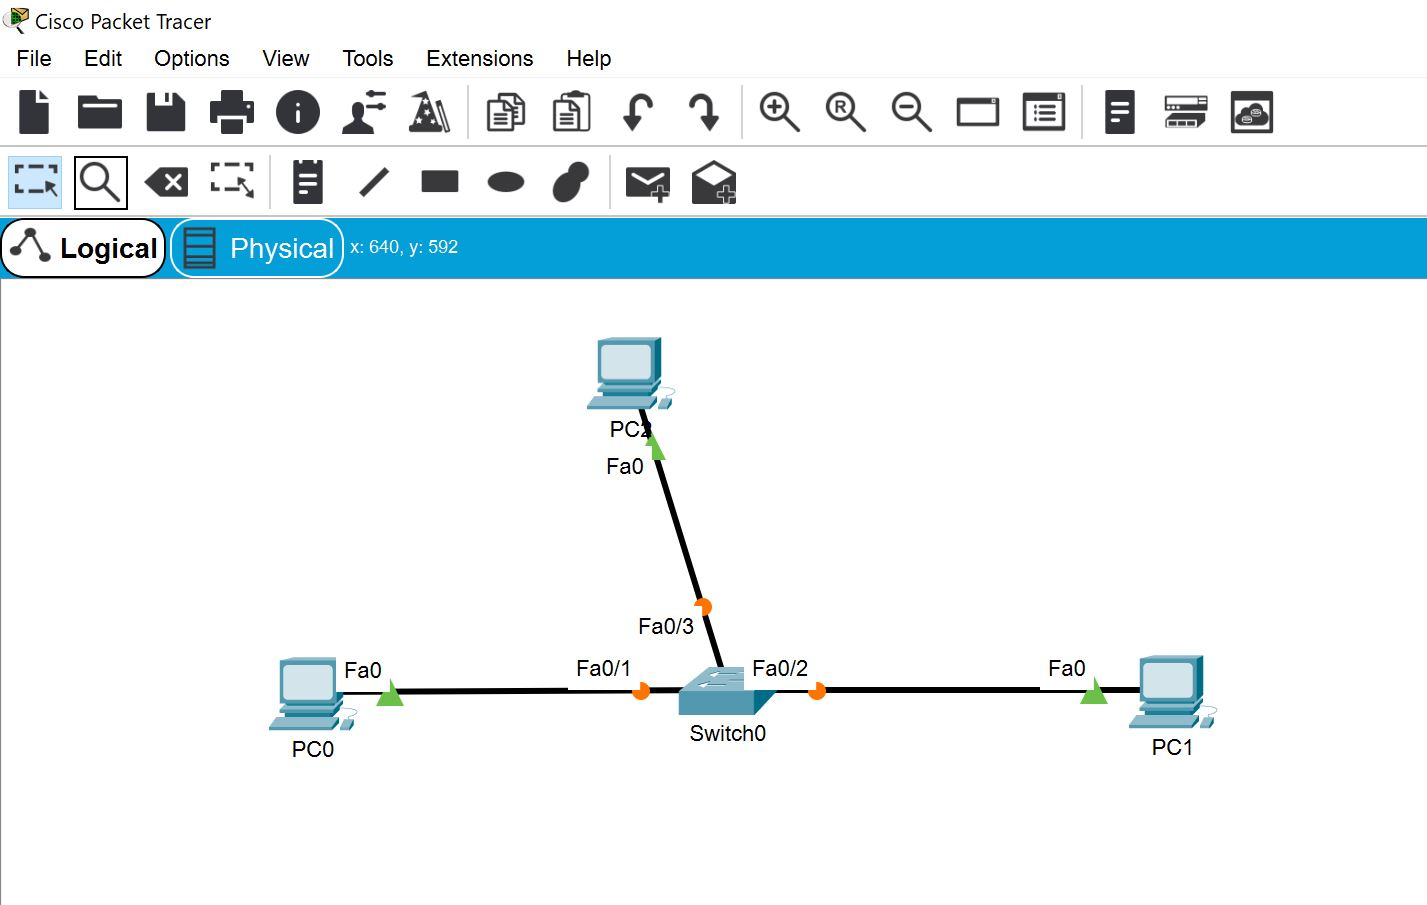 Cisco Packet Tracer
File Edit Options View Tools Extensions Help
R
Logical Physical x: 640, y: 592
PC2
Fa0
Fa0/3
Fa0 Fa0/1 Fa0/2 Fa0
Switch0
PC0 PC1